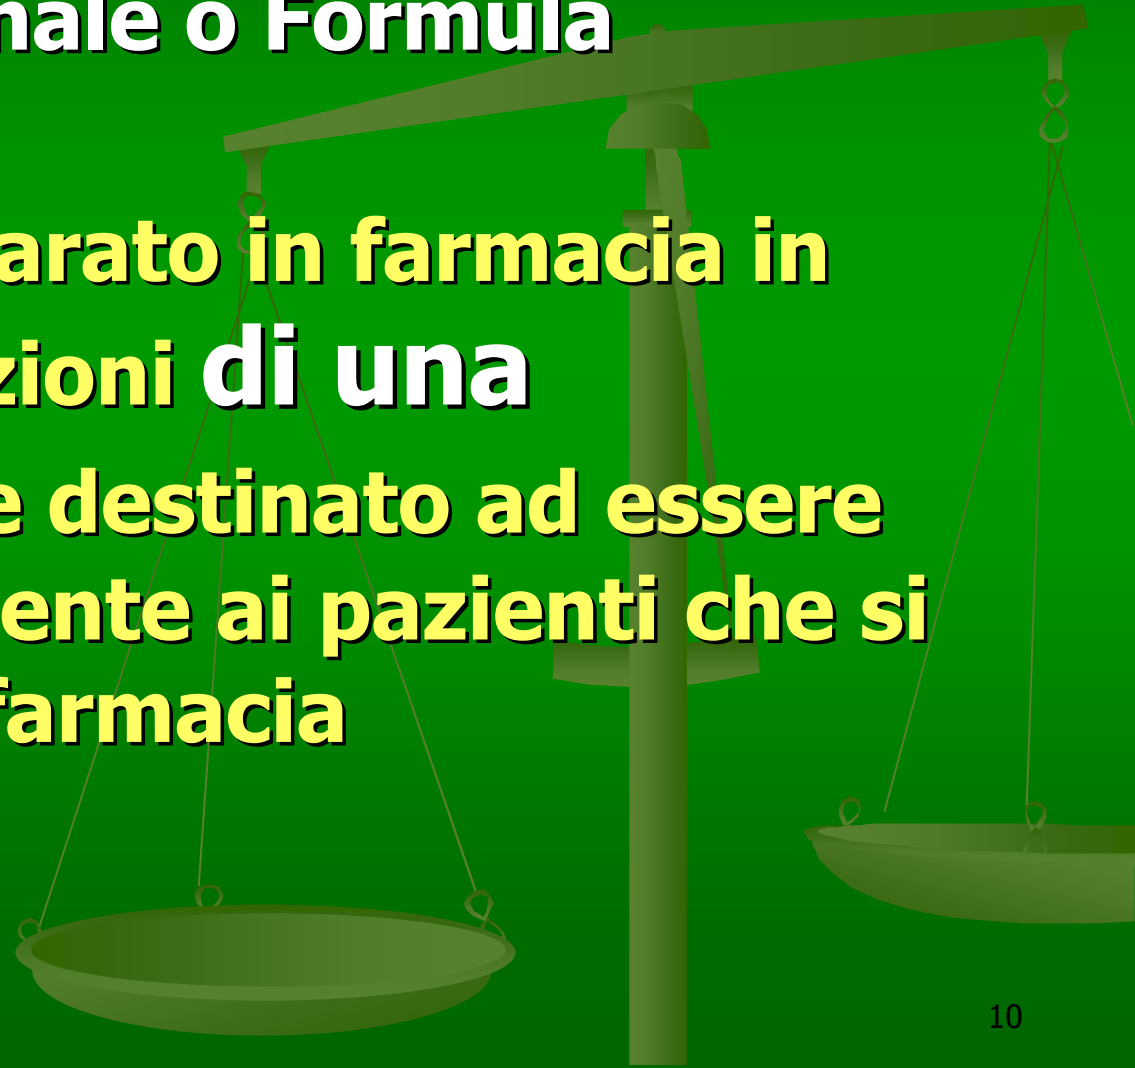 nale o Formula
arato in farmacia in
zioni di una
e destinato ad essere
ente ai pazienti che si
farmacia
10